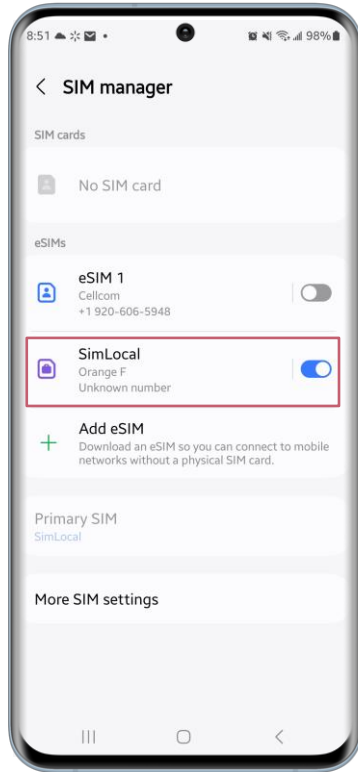 8:51
98%
SIM manager
SIM cards
No SIM card
eSIMs
eSIM 1
Cellcom
+1 920-606-5948
SimLocal
Orange F
Unknown number
Add eSIM
Download an eSIM so you can connect to mobile
networks without a physical SIM card.
Primary SIM
SimLocal
More SIM settings